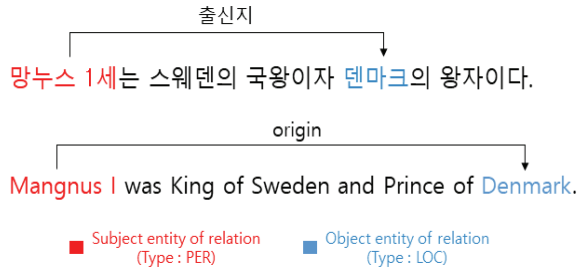 출신지
망누스 1세는 스웨덴의 국왕이자 덴마크의 왕자이다.
origin
Mangnus I was King of Sweden and Prince of Denmark.
Subject entity of relation
(Type : PER)
Object entity of relation
(Type : LOC)